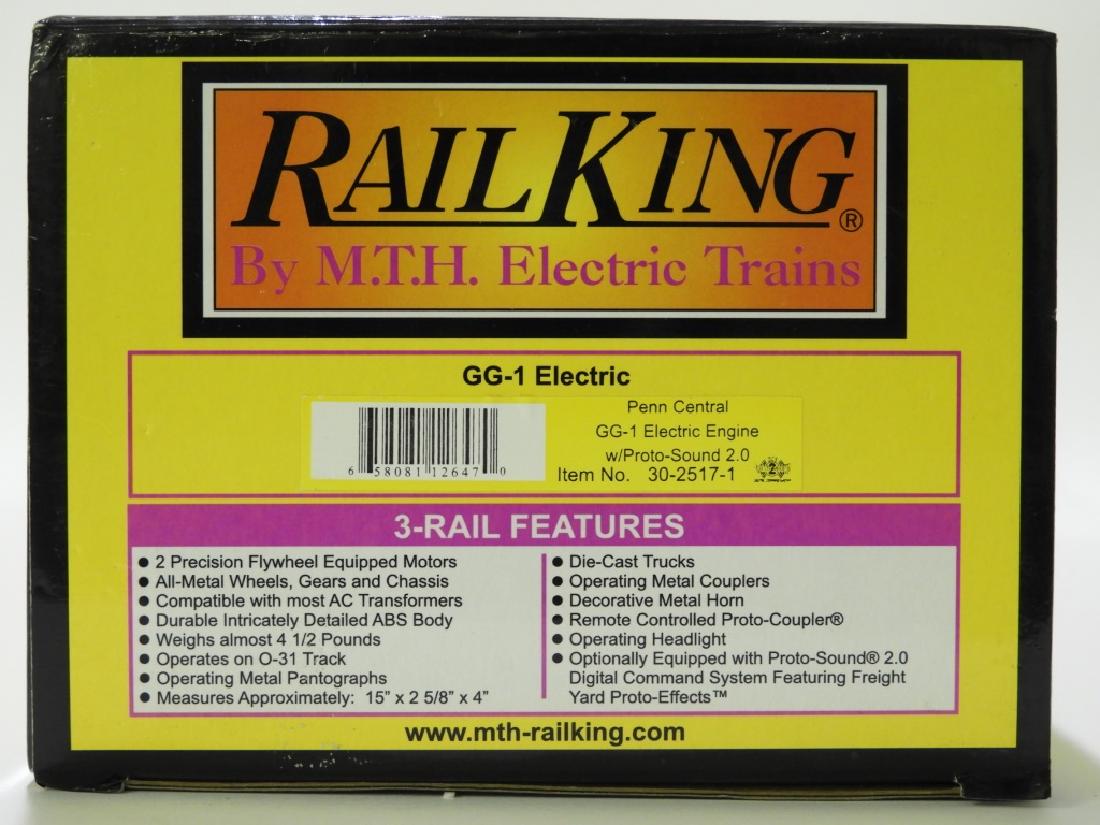 RAILKING®
By M.T.H. Electric Trains
GG-1 Electric
6 58081 12647 0
Penn Central
GG-1 Electric Engine
w/Proto-Sound 2.0
Item No. 30-2517-1
3-RAIL FEATURES
• 2 Precision Flywheel Equipped Motors
• All-Metal Wheels, Gears and Chassis
• Compatible with most AC Transformers
• Durable Intricately Detailed ABS Body
• Weighs almost 4 1/2 Pounds
• Operates on O-31 Track
• Operating Metal Pantographs
• Measures Approximately: 15" x 2 5/8" x 4"
• Die-Cast Trucks
• Operating Metal Couplers
• Decorative Metal Horn
• Remote Controlled Proto-Coupler®
• Operating Headlight
• Optionally Equipped with Proto-Sound® 2.0
Digital Command System Featuring Freight
Yard Proto-Effects™
www.mth-railking.com